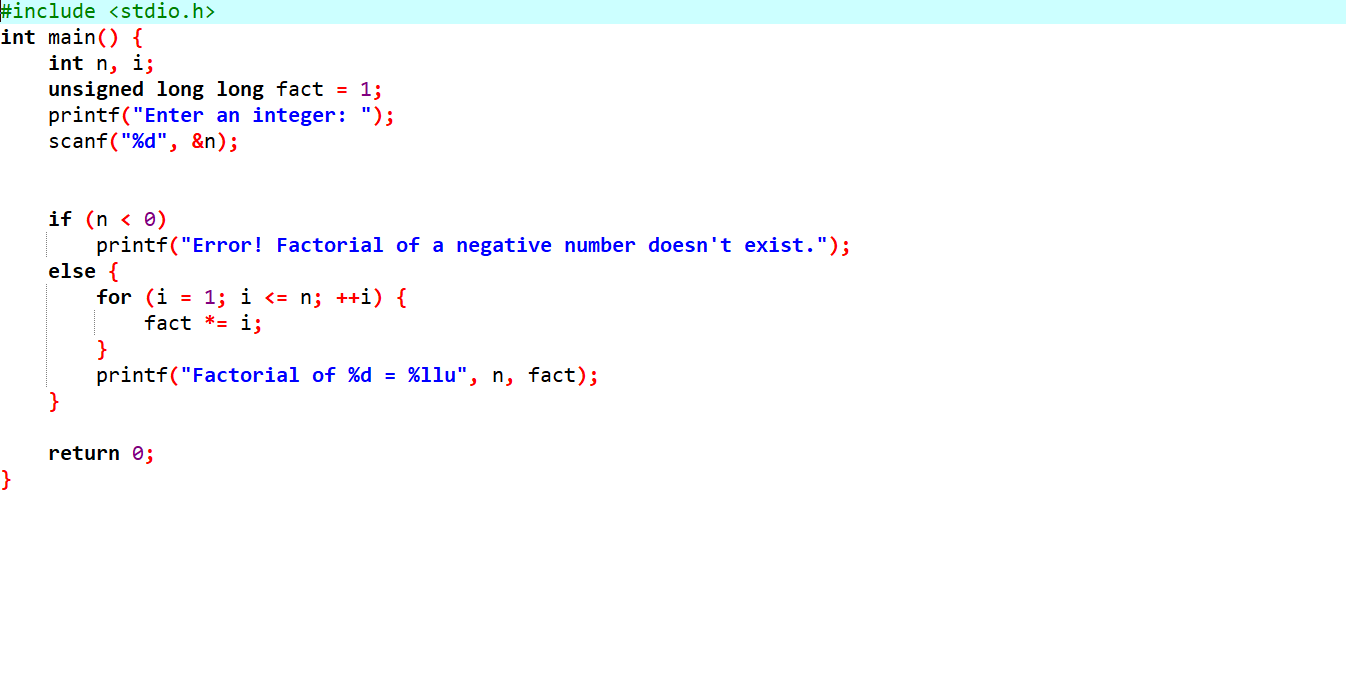 #include <stdio.h>
int main() {
    int n, i;
    unsigned long long fact = 1;
    printf("Enter an integer: ");
    scanf("%d", &n);
    if (n < 0)
        printf("Error! Factorial of a negative number doesn't exist.");
    else {
        for (i = 1; i <= n; ++i) {
            fact *= i;
        }
        printf("Factorial of %d = %llu", n, fact);
    }
    return 0;
}